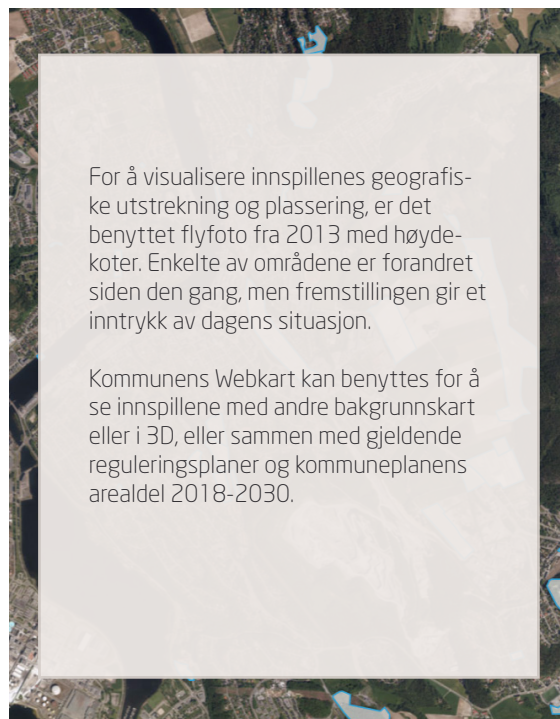 For å visualisere innspillenes geografis-
ke utstrekning og plassering, er det
benyttet flyfoto fra 2013 med høyde-
koter. Enkelte av områdene er forandret
siden den gang, men fremstillingen gir et
inntrykk av dagens situasjon.
Kommunens Webkart kan benyttes for å
se innspillene med andre bakgrunnskart
eller i 3D, eller sammen med gjeldende
reguleringsplaner og kommuneplanens
arealdel 2018-2030.